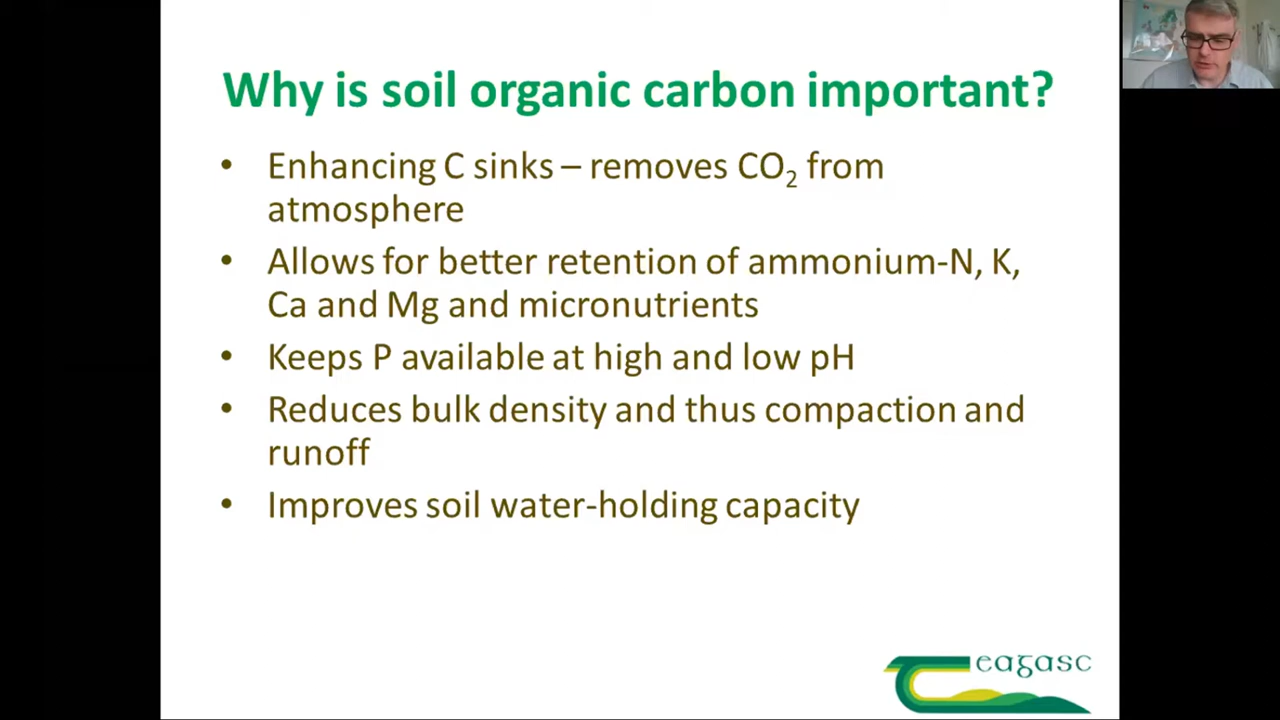 Why is soil organic carbon important?
• Enhancing C sinks – removes CO₂ from
atmosphere
• Allows for better retention of ammonium-N, K,
Ca and Mg and micronutrients
• Keeps P available at high and low pH
• Reduces bulk density and thus compaction and
runoff
• Improves soil water-holding capacity
eagasc